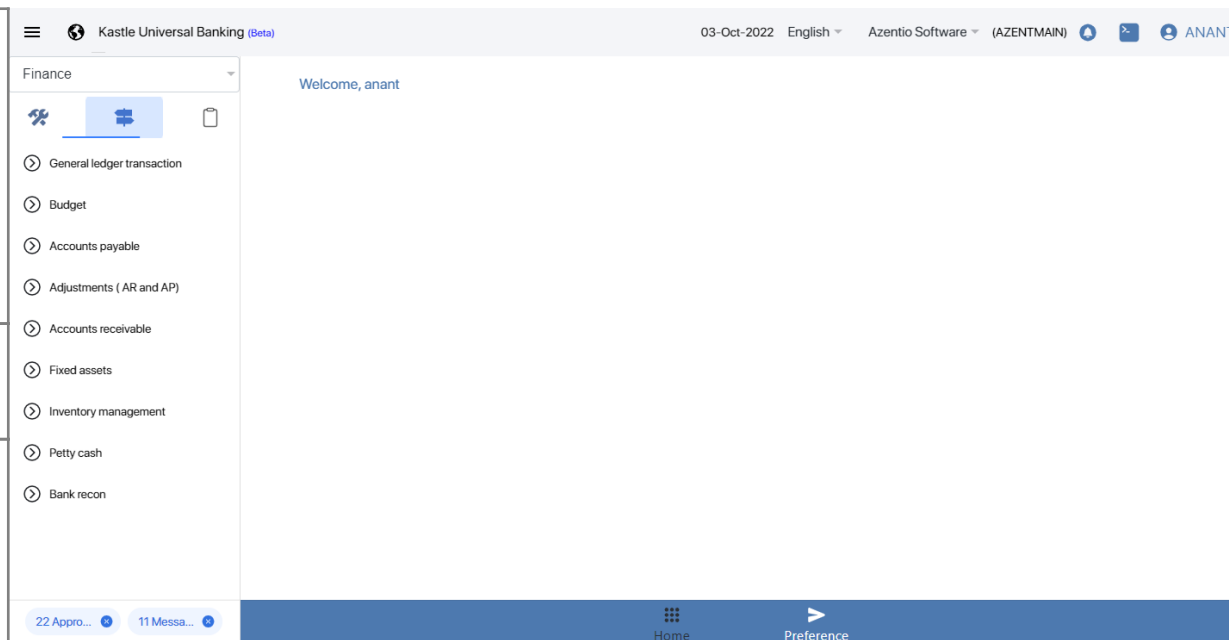 Kastle Universal Banking (Beta)
03-Oct-2022 English Azentio Software (AZENTMAIN) ANANT
Finance
Welcome, anant
General ledger transaction
Budget
Accounts payable
Adjustments ( AR and AP)
Accounts receivable
Fixed assets
Inventory management
Petty cash
Bank recon
22 Appro... 11 Messa...
Home Preference